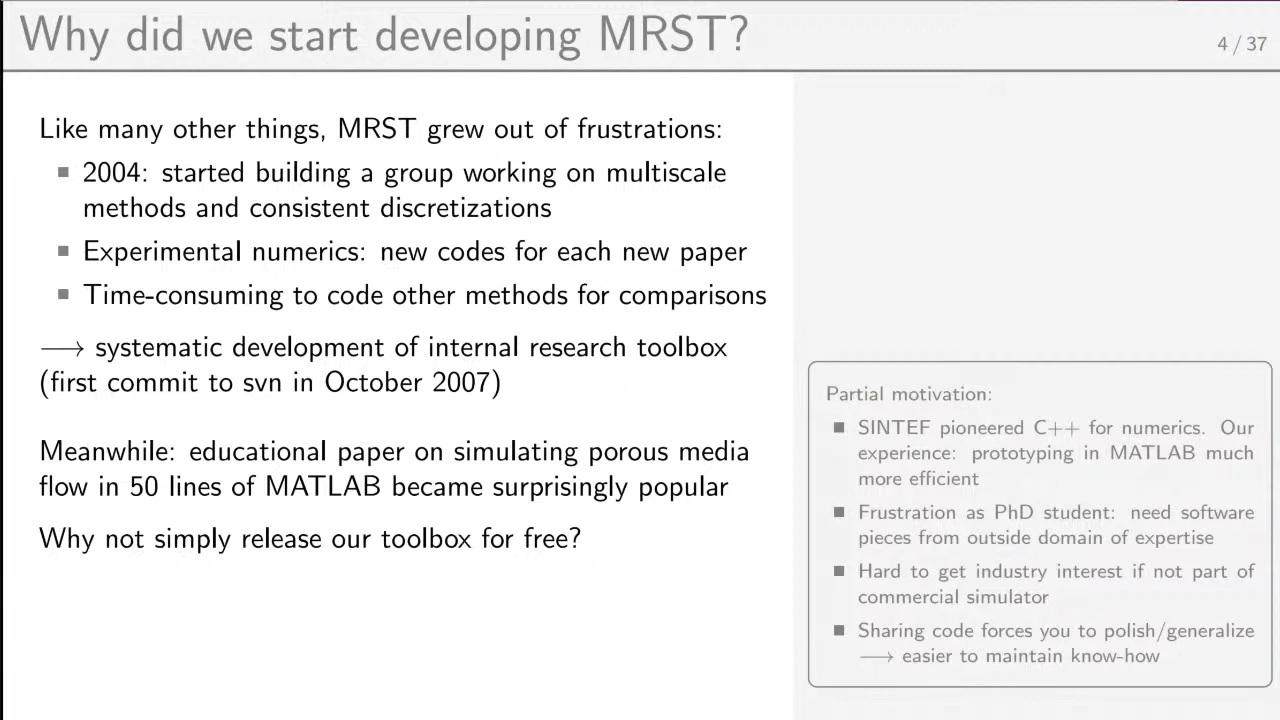 Why did we start developing MRST?
4 / 37
Like many other things, MRST grew out of frustrations:
■ 2004: started building a group working on multiscale
methods and consistent discretizations
■ Experimental numerics: new codes for each new paper
■ Time-consuming to code other methods for comparisons
⟶ systematic development of internal research toolbox
(first commit to svn in October 2007)
Meanwhile: educational paper on simulating porous media
flow in 50 lines of MATLAB became surprisingly popular
Why not simply release our toolbox for free?
Partial motivation:
■ SINTEF pioneered C++ for numerics. Our
experience: prototyping in MATLAB much
more efficient
■ Frustration as PhD student: need software
pieces from outside domain of expertise
■ Hard to get industry interest if not part of
commercial simulator
■ Sharing code forces you to polish/generalize
⟶ easier to maintain know-how